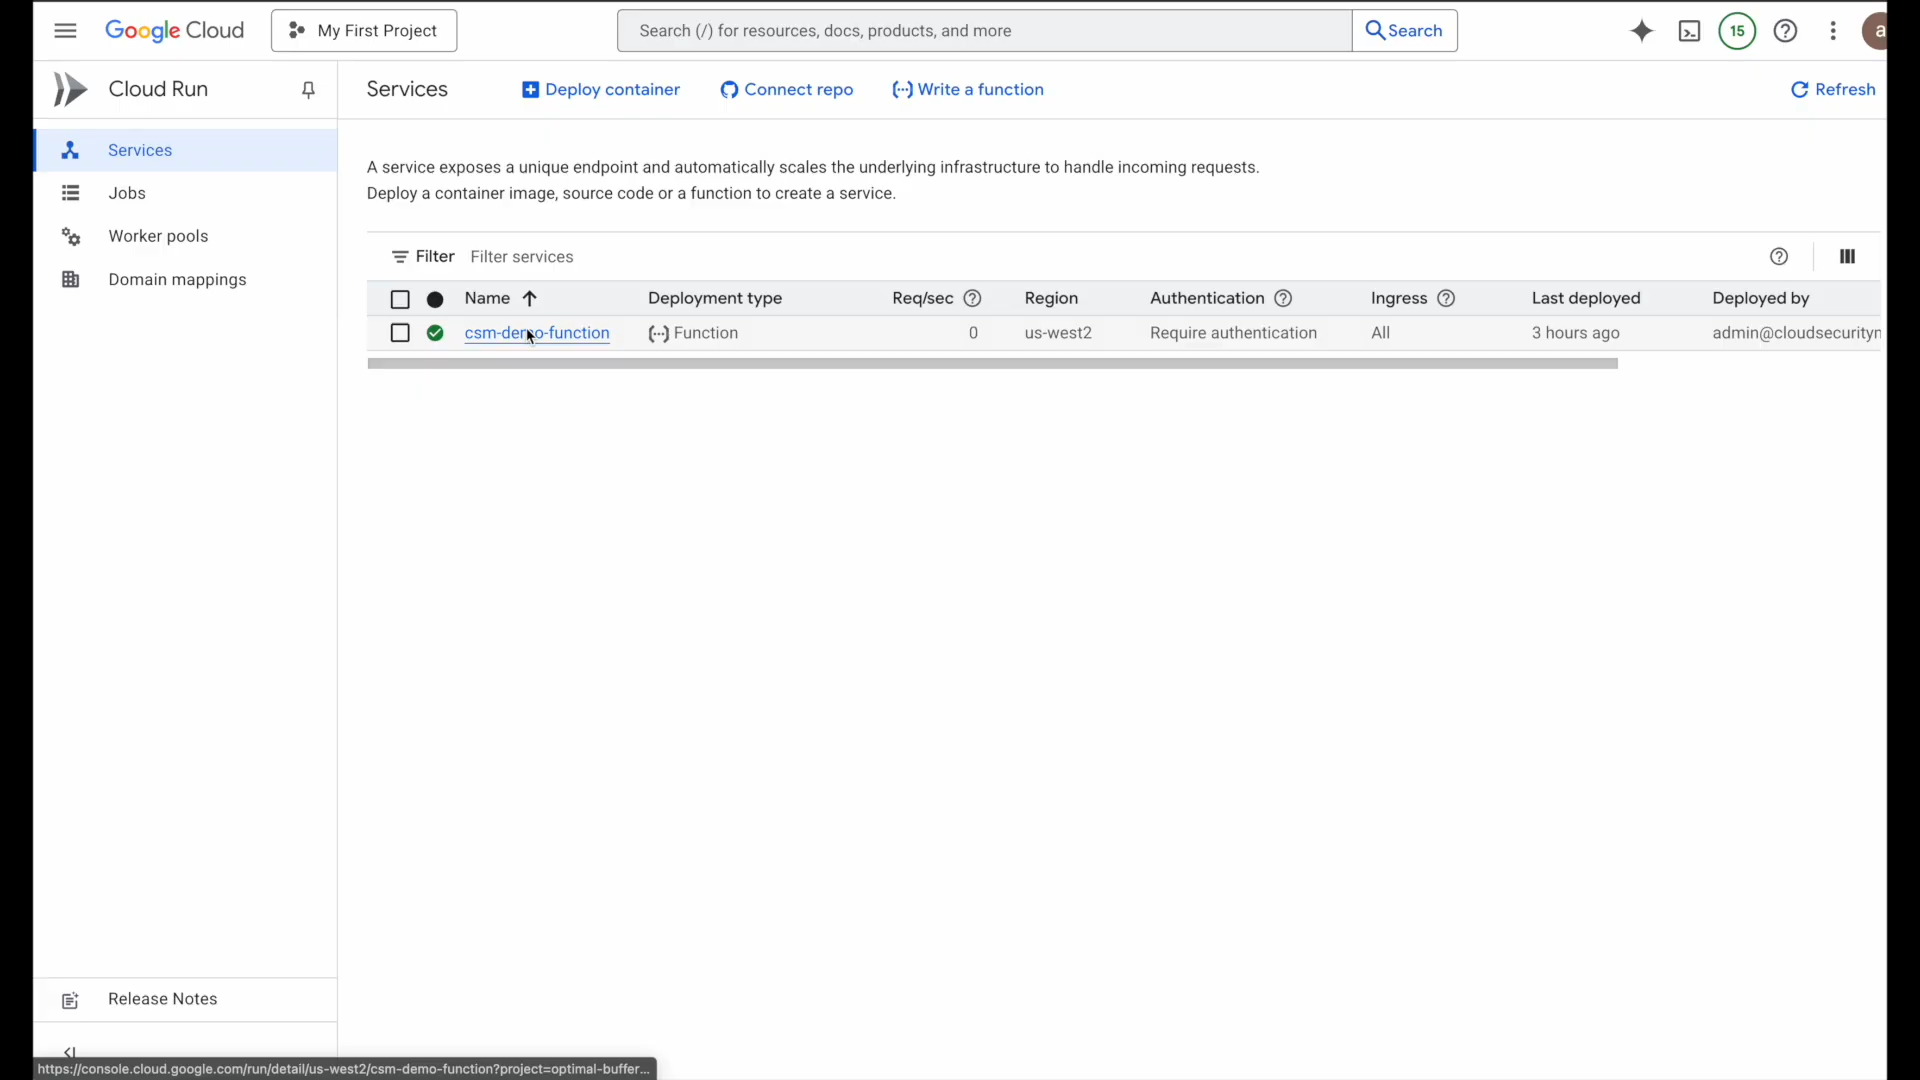 Google Cloud
My First Project
Search (/) for resources, docs, products, and more
Search
15
a
Cloud Run
Services
Deploy container
Connect repo
Write a function
Refresh
Services
Jobs
Worker pools
Domain mappings
A service exposes a unique endpoint and automatically scales the underlying infrastructure to handle incoming requests.
Deploy a container image, source code or a function to create a service.
Filter Filter services
Name Deployment type Req/sec Region Authentication Ingress Last deployed Deployed by
csm-demo-function Function 0 us-west2 Require authentication All 3 hours ago admin@cloudsecurity
Release Notes
https://console.cloud.google.com/run/detail/us-west2/csm-demo-function?project=optimal-buffer...